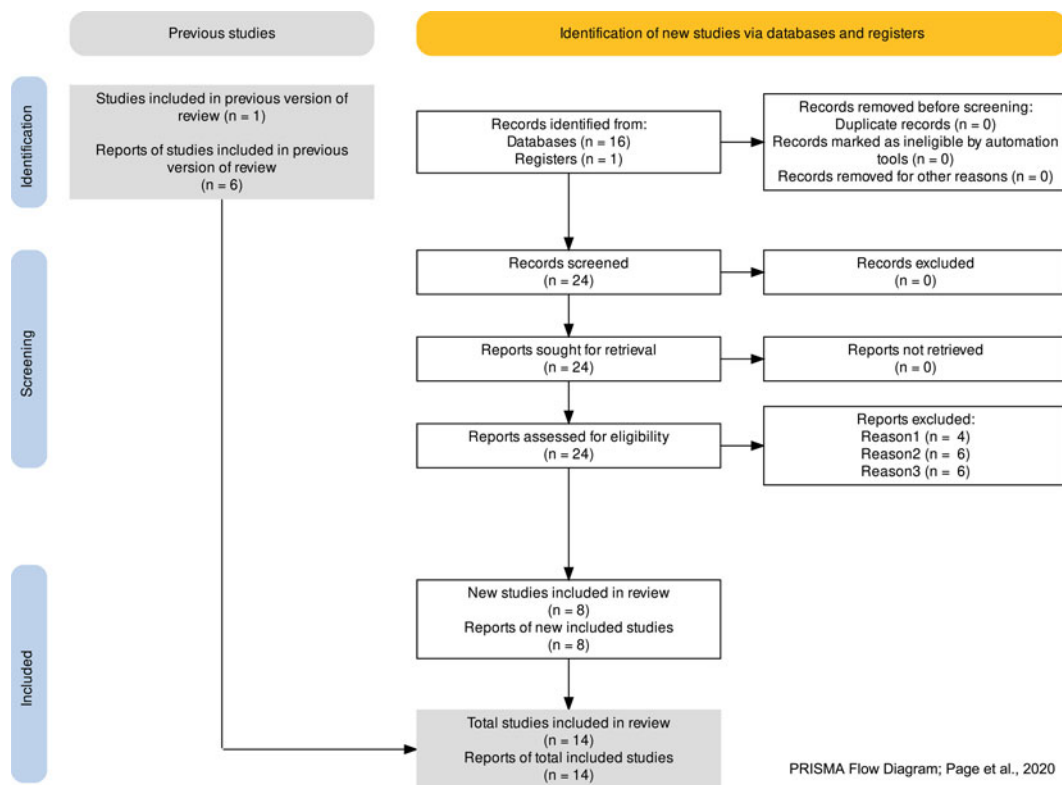 Previous studies
Identification of new studies via databases and registers
Identification
Studies included in previous version of
review (n = 1)
Reports of studies included in previous
version of review
(n = 6)
Records identified from:
Databases (n = 16)
Registers (n = 1)
Records removed before screening:
Duplicate records (n = 0)
Records marked as ineligible by automation
tools (n = 0)
Records removed for other reasons (n = 0)
Screening
Records screened
(n = 24)
Records excluded
(n = 0)
Reports sought for retrieval
(n = 24)
Reports not retrieved
(n = 0)
Reports assessed for eligibility
(n = 24)
Reports excluded:
Reason1 (n = 4)
Reason2 (n = 6)
Reason3 (n = 6)
Included
New studies included in review
(n = 8)
Reports of new included studies
(n = 8)
Total studies included in review
(n = 14)
Reports of total included studies
(n = 14)
PRISMA Flow Diagram; Page et al., 2020